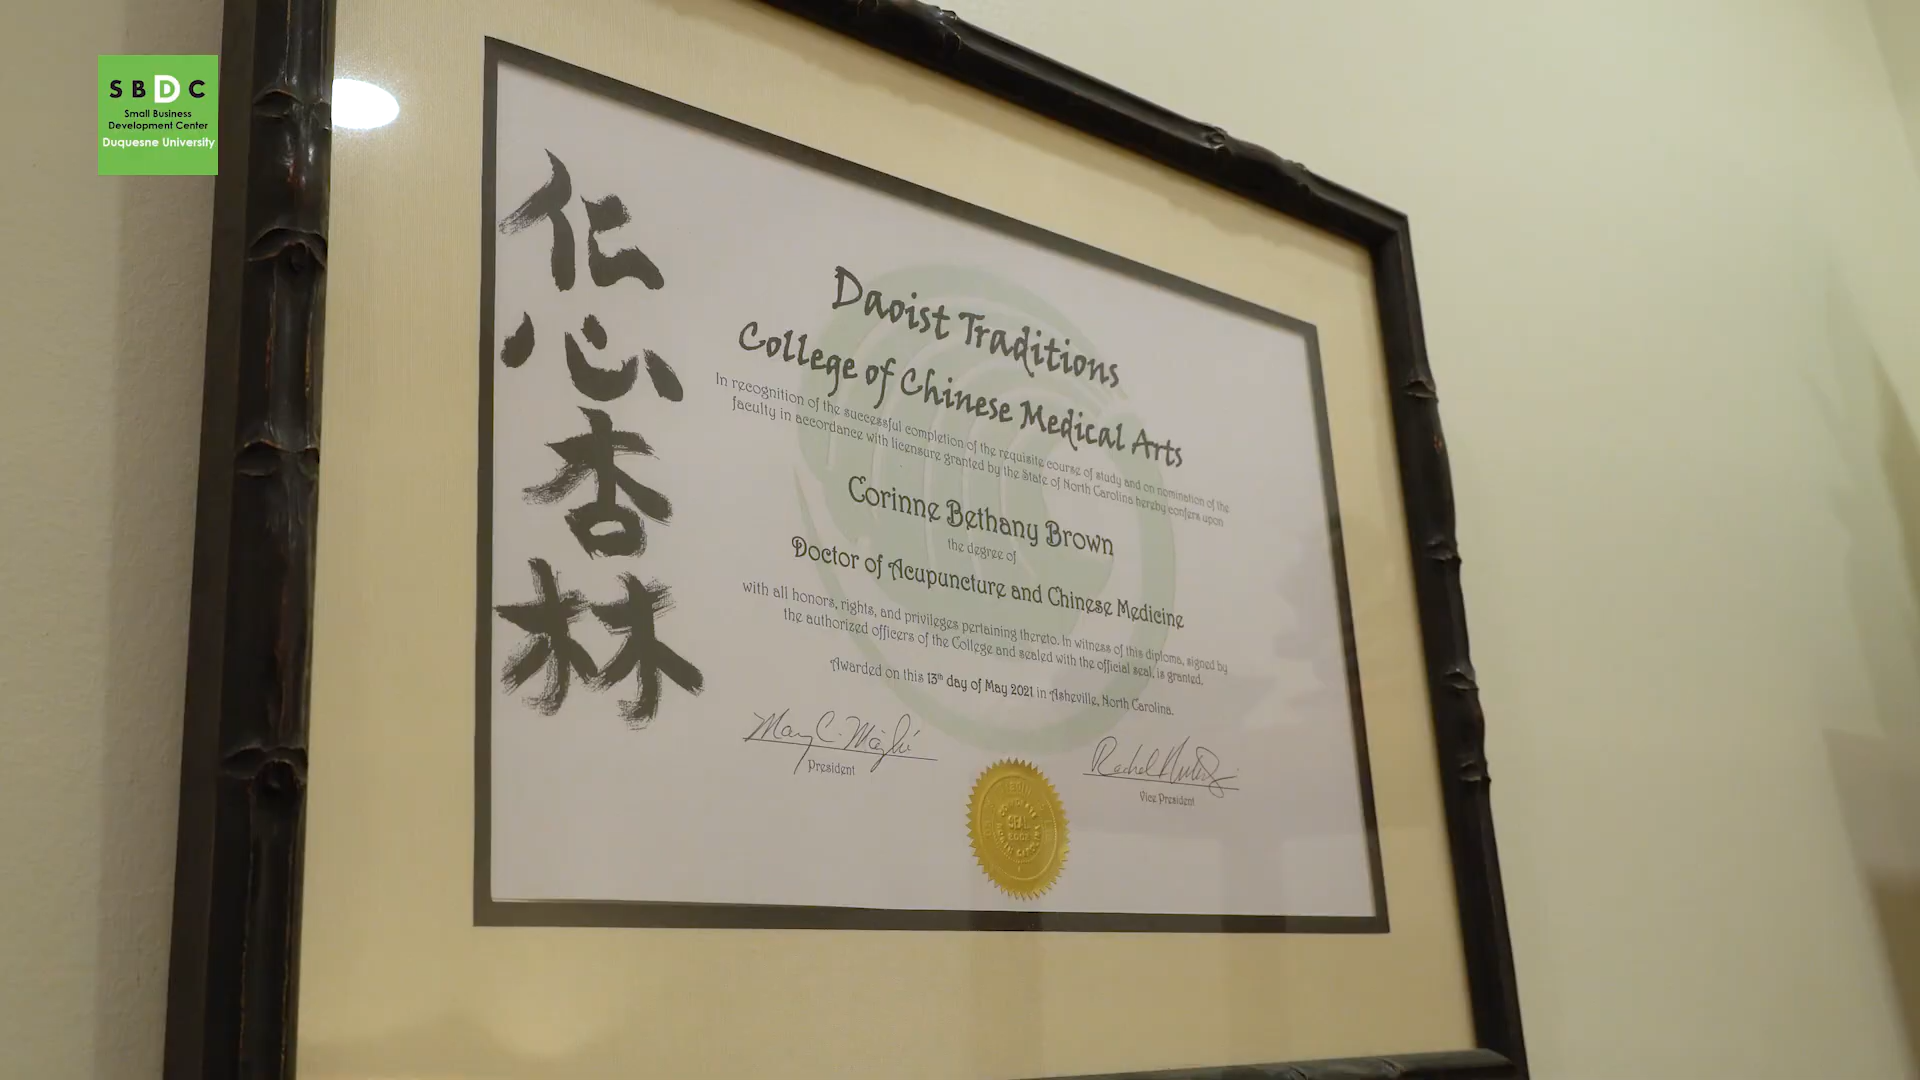 SBDC
Small Business
Development Center
Duquesne University
仁
心
杏
林
Daoist Traditions
College of Chinese Medical Arts
In recognition of the successful completion of the requisite course of study and on nomination of the
faculty in accordance with licensure granted by the State of North Carolina hereby confers upon
Corinne Bethany Brown
the degree of
Doctor of Acupuncture and Chinese Medicine
with all honors, rights, and privileges pertaining thereto. In witness of this diploma, signed by
the authorized officers of the College and sealed with the official seal, is granted.
Awarded on this 13th day of May 2021 in Asheville, North Carolina.
President
Vice President
SEAL